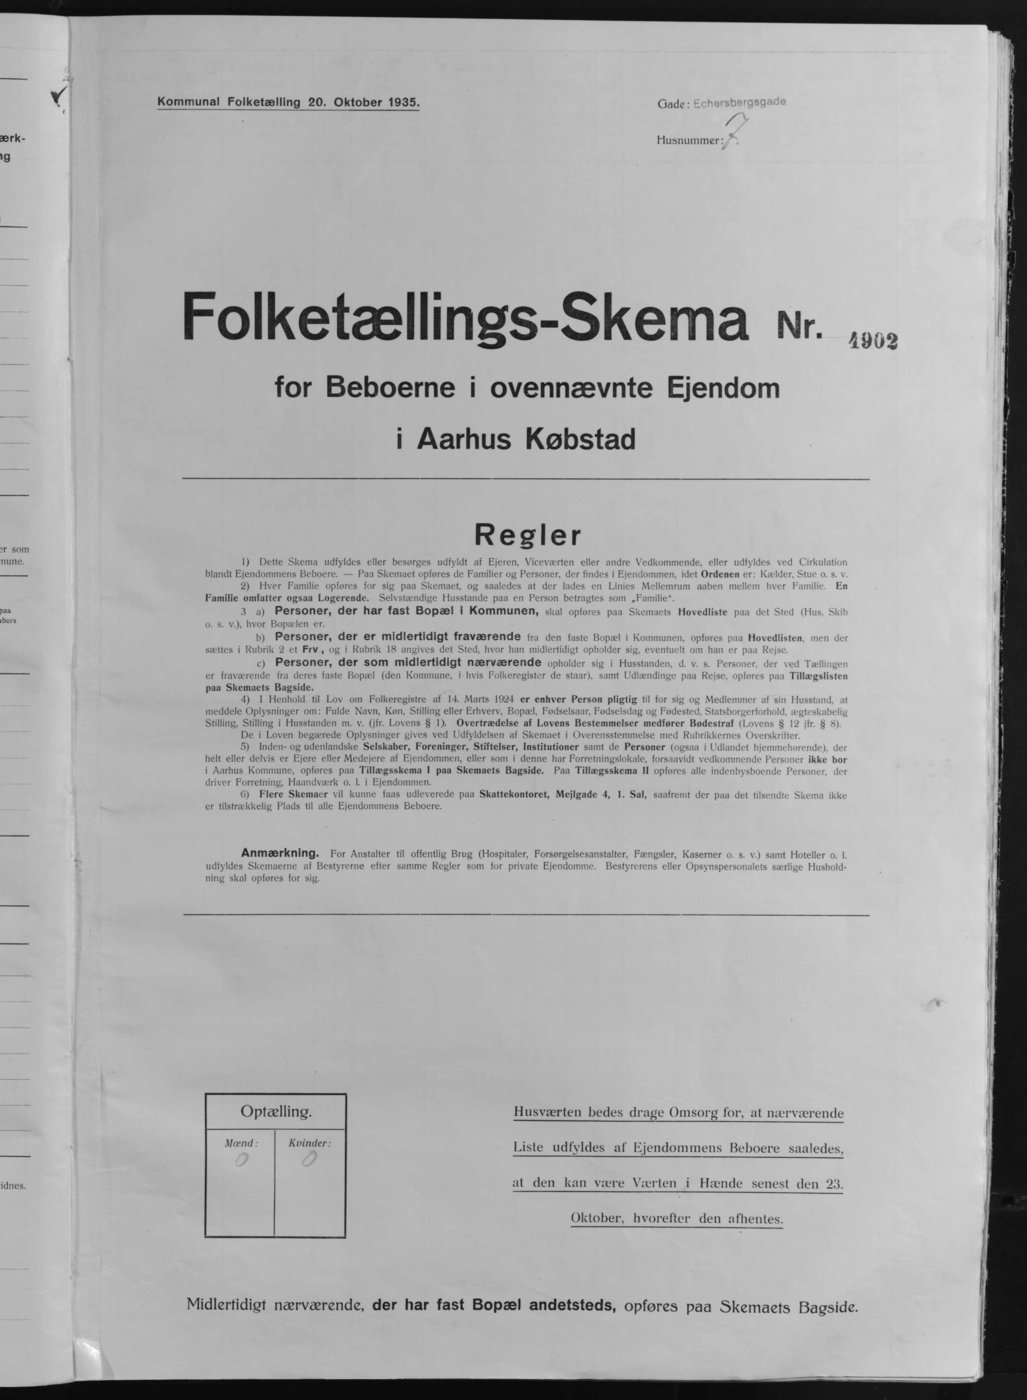 Kommunal Folketælling 20. Oktober 1935.
Gade: Eckersbergsgade
Husnummer: 7
Folketællings-Skema Nr. 4902
for Beboerne i ovennævnte Ejendom
i Aarhus Købstad
Regler
1) Dette Skema udfyldes eller besørges udfyldt af Ejeren, Viceværten eller andre Vedkommende, eller udfyldes ved Cirkulation
blandt Ejendommens Beboere. — Paa Skemaet opføres de Familier og Personer, der findes i Ejendommen, idet Ordenen er: Kælder, Stue o. s. v.
2) Hver Familie opføres for sig paa Skemaet, og saaledes at der lades en Linies Mellemrum aaben mellem hver Familie. En
Familie omfatter ogsaa Logerende. Selvstændige Husstande paa en Person betragtes som „Familie“.
3 a) Personer, der har fast Bopæl i Kommunen, skal opføres paa Skemaets Hovedliste paa det Sted (Hus, Skib
o. s. v.), hvor Bopælen er.
b) Personer, der er midlertidigt fraværende fra den faste Bopæl i Kommunen, opføres paa Hovedlisten, men der
sættes i Rubrik 2 et Frv., og i Rubrik 18 angives det Sted, hvor han midlertidigt opholder sig, eventuelt om han er paa Rejse.
c) Personer, der som midlertidigt nærværende opholder sig i Husstanden, d. v. s. Personer, der ved Tællingen
er fraværende fra deres faste Bopæl (den Kommune, i hvis Folkeregister de staar), samt Udlændinge paa Rejse, opføres paa Tillægslisten
paa Skemaets Bagside.
4) I Henhold til Lov om Folkeregistre af 14. Marts 1924 er enhver Person pligtig til for sig og Medlemmer af sin Husstand, at
meddele Oplysninger om: Fulde Navn, Køn, Stilling eller Erhverv, Bopæl, Fødselsaar, Fødselsdag og Fødested, Statsborgerforhold, ægteskabelig
Stilling, Stilling i Husstanden m. v. (jfr. Lovens § 1). Overtrædelse af Lovens Bestemmelser medfører Bødestraf (Lovens § 12 jfr. § 8).
De i Loven begærede Oplysninger gives ved Udfyldelsen af Skemaet i Overensstemmelse med Rubrikkernes Overskrifter.
5) Inden- og udenlandske Selskaber, Foreninger, Stiftelser, Institutioner samt de Personer (ogsaa i Udlandet hjemmehørende), der
helt eller delvis er Ejere eller Medejere af Ejendommen, eller som i denne har Forretningslokale, forsaavidt vedkommende Personer ikke bor
i Aarhus Kommune, opføres paa Tillægsskema I paa Skemaets Bagside. Paa Tillægsskema II opføres alle indenbysboende Personer, der
driver Forretning, Haandværk o. l. i Ejendommen.
6) Flere Skemaer vil kunne faas udleverede paa Skattekontoret, Mejlgade 4, 1. Sal, saafremt der paa det tilsendte Skema ikke
er tilstrækkelig Plads til alle Ejendommens Beboere.
Anmærkning. For Anstalter til offentlig Brug (Hospitaler, Forsørgelsesanstalter, Fængsler, Kaserner o. s. v.) samt Hoteller o. l.
udfyldes Skemaerne af Bestyrerne efter samme Regler som for private Ejendomme. Bestyrerens eller Opsynspersonalets særlige Hushold-
ning skal opføres for sig.
Optælling.
Mænd: Kvinder:
0 0
Husværten bedes drage Omsorg for, at nærværende
Liste udfyldes af Ejendommens Beboere saaledes,
at den kan være Værten i Hænde senest den 23.
Oktober, hvorefter den afhentes.
Midlertidigt nærværende, der har fast Bopæl andetsteds, opføres paa Skemaets Bagside.